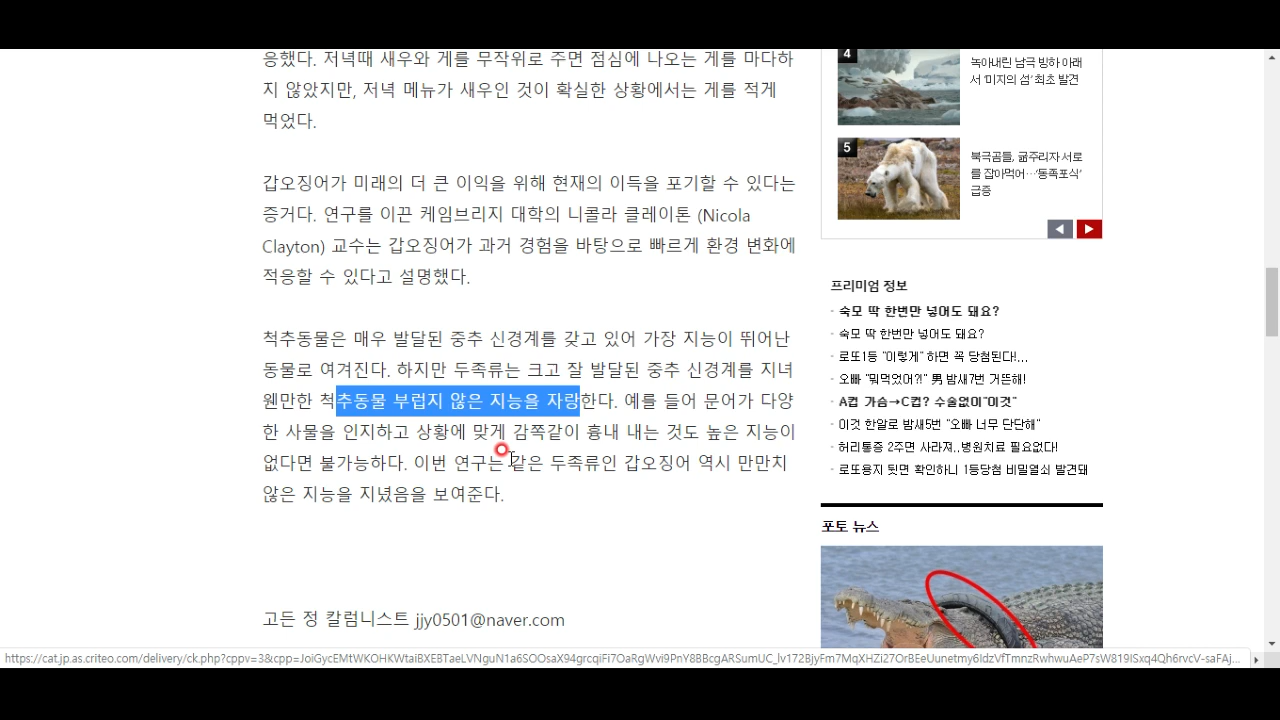 응했다. 저녁때 새우와 게를 무작위로 주면 점심에 나오는 게를 마다하
지 않았지만, 저녁 메뉴가 새우인 것이 확실한 상황에서는 게를 적게
먹었다.
갑오징어가 미래의 더 큰 이익을 위해 현재의 이득을 포기할 수 있다는
증거다. 연구를 이끈 케임브리지 대학의 니콜라 클레이톤 (Nicola
Clayton) 교수는 갑오징어가 과거 경험을 바탕으로 빠르게 환경 변화에
적응할 수 있다고 설명했다.
척추동물은 매우 발달된 중추 신경계를 갖고 있어 가장 지능이 뛰어난
동물로 여겨진다. 하지만 두족류는 크고 잘 발달된 중추 신경계를 지녀
웬만한 척추동물 부럽지 않은 지능을 자랑한다. 예를 들어 문어가 다양
한 사물을 인지하고 상황에 맞게 감쪽같이 흉내 내는 것도 높은 지능이
없다면 불가능하다. 이번 연구는 같은 두족류인 갑오징어 역시 만만치
않은 지능을 지녔음을 보여준다.
고든 정 칼럼니스트 jjy0501@naver.com
4
녹아내린 남극 빙하 아래
서 ‘미지의 섬’ 최초 발견
5
북극곰들, 굶주리자 서로
를 잡아먹어…‘동족포식’
급증
프리미엄 정보
- 숙모 딱 한번만 넣어도 돼요?
- 숙모 딱 한번만 넣어도 돼요?
- 로또1등 "이렇게" 하면 꼭 당첨된다!...
- 오빠 "뭐먹었어?!" 男 밤새7번 거뜬해!
- A컵 가슴→C컵? 수술없이"이것"
- 이것 한알로 밤새5번 "오빠 너무 단단해"
- 허리통증 2주면 사라져..병원치료 필요없다!
- 로또용지 뒷면 확인하니 1등당첨 비밀열쇠 발견돼
포토 뉴스